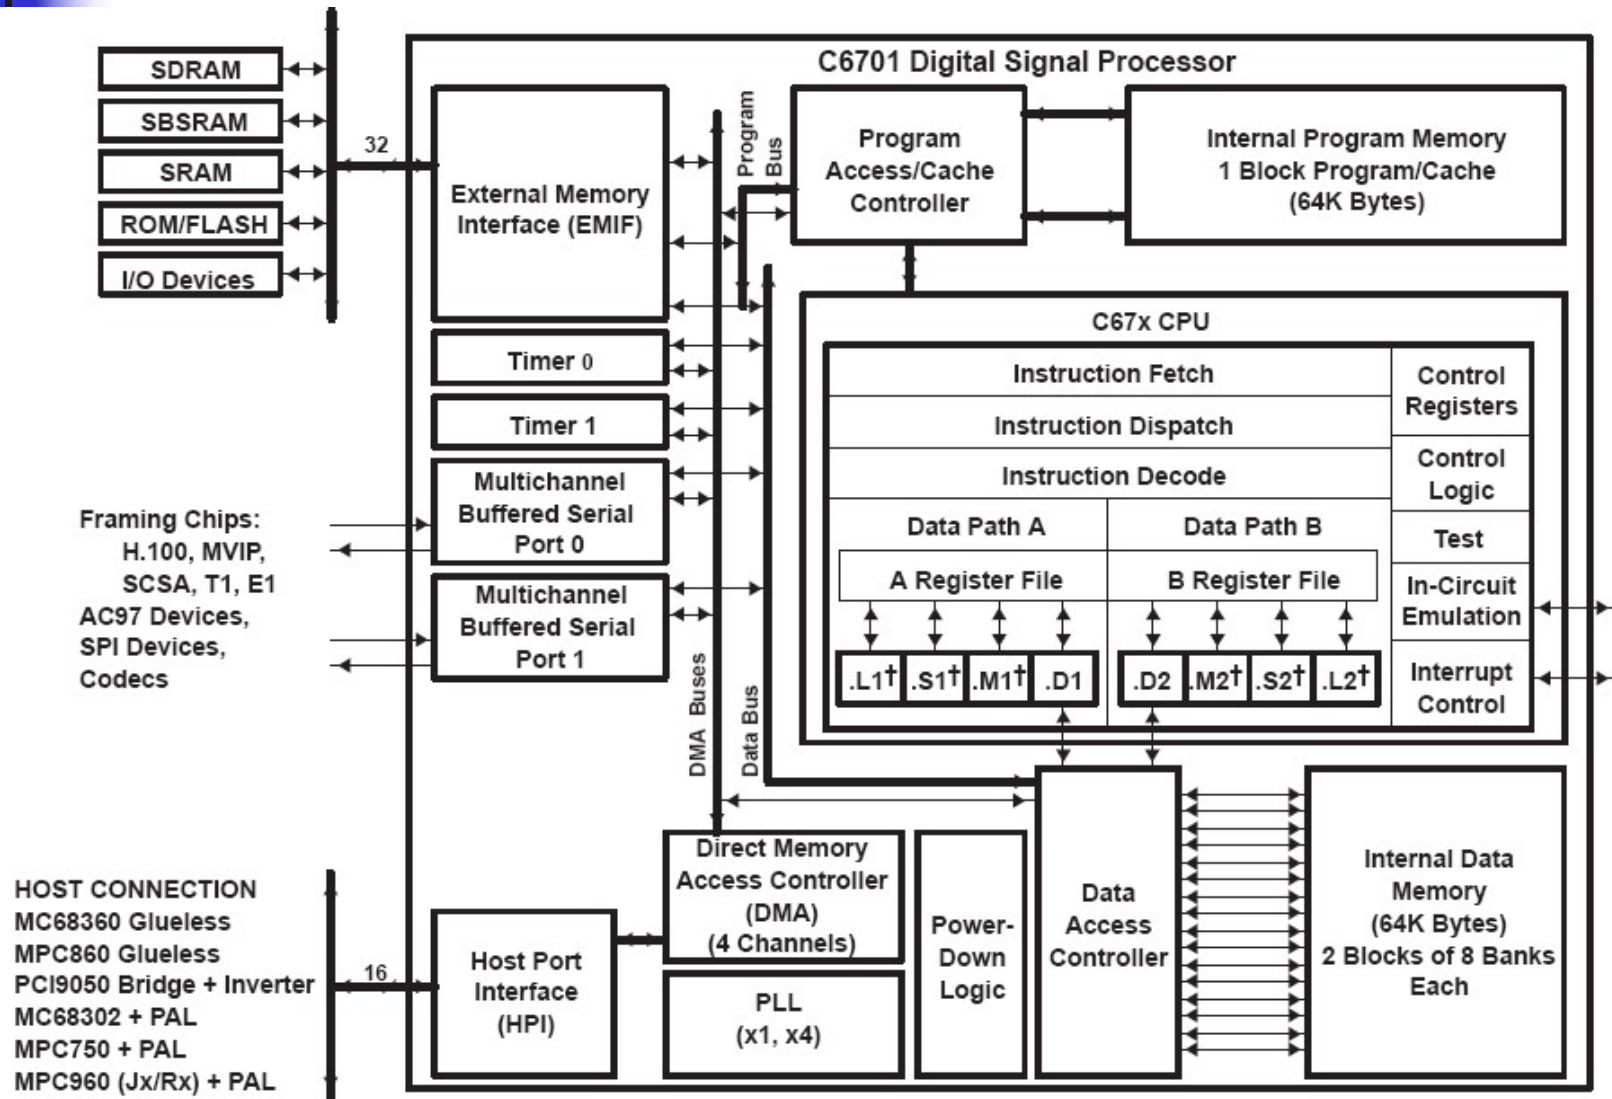 C6701 Digital Signal Processor
SDRAM
SBSRAM
SRAM
ROM/FLASH
I/O Devices
32
External Memory
Interface (EMIF)
Program
Bus
Program
Access/Cache
Controller
Internal Program Memory
1 Block Program/Cache
(64K Bytes)
Timer 0
Timer 1
Multichannel
Buffered Serial
Port 0
Multichannel
Buffered Serial
Port 1
Framing Chips:
H.100, MVIP,
SCSA, T1, E1
AC97 Devices,
SPI Devices,
Codecs
DMA Buses
Data Bus
C67x CPU
Instruction Fetch
Instruction Dispatch
Instruction Decode
Data Path A
Data Path B
A Register File
B Register File
.L1†
.S1†
.M1†
.D1
.D2
.M2†
.S2†
.L2†
Control
Registers
Control
Logic
Test
In-Circuit
Emulation
Interrupt
Control
HOST CONNECTION
MC68360 Glueless
MPC860 Glueless
PCI9050 Bridge + Inverter
MC68302 + PAL
MPC750 + PAL
MPC960 (Jx/Rx) + PAL
16
Host Port
Interface
(HPI)
Direct Memory
Access Controller
(DMA)
(4 Channels)
PLL
(x1, x4)
Power-
Down
Logic
Data
Access
Controller
Internal Data
Memory
(64K Bytes)
2 Blocks of 8 Banks
Each